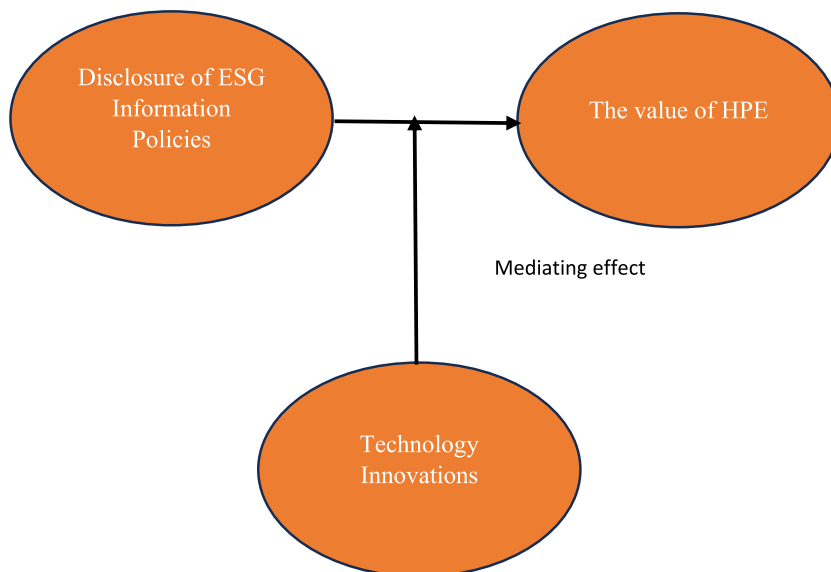 Disclosure of ESG
Information
Policies
The value of HPE
Mediating effect
Technology
Innovations